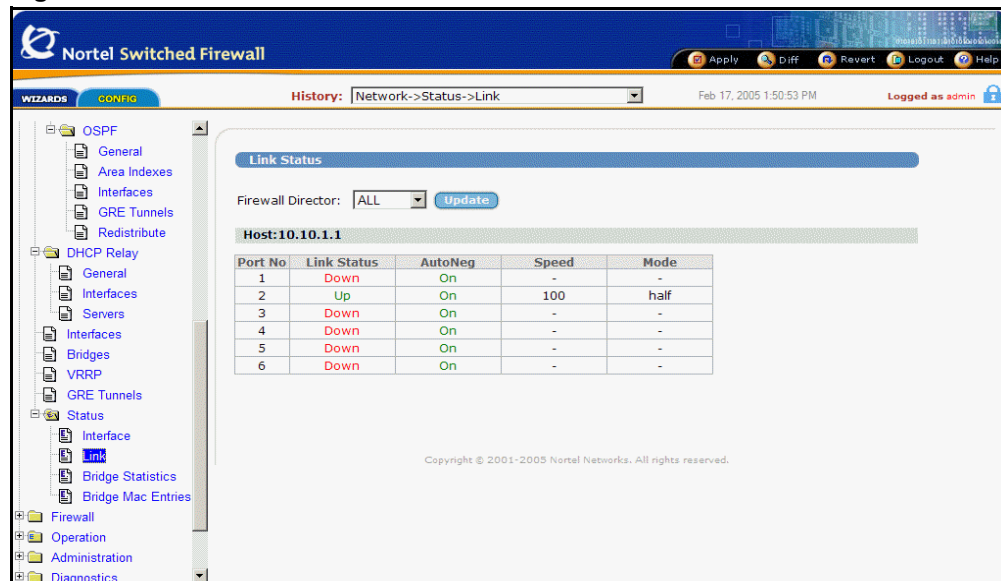 Nortel Switched Firewall
Apply Diff Revert Logout Help
WIZARDS CONFIG
History: Network->Status->Link
Feb 17, 2005 1:50:53 PM
Logged as admin
OSPF
General
Area Indexes
Interfaces
GRE Tunnels
Redistribute
DHCP Relay
General
Interfaces
Servers
Interfaces
Bridges
VRRP
GRE Tunnels
Status
Interface
Link
Bridge Statistics
Bridge Mac Entries
Firewall
Operation
Administration
Diagnostics
Link Status
Firewall Director: ALL Update
Host:10.10.1.1
Port No Link Status AutoNeg Speed Mode
1 Down On - -
2 Up On 100 half
3 Down On - -
4 Down On - -
5 Down On - -
6 Down On - -
Copyright © 2001-2005 Nortel Networks. All rights reserved.